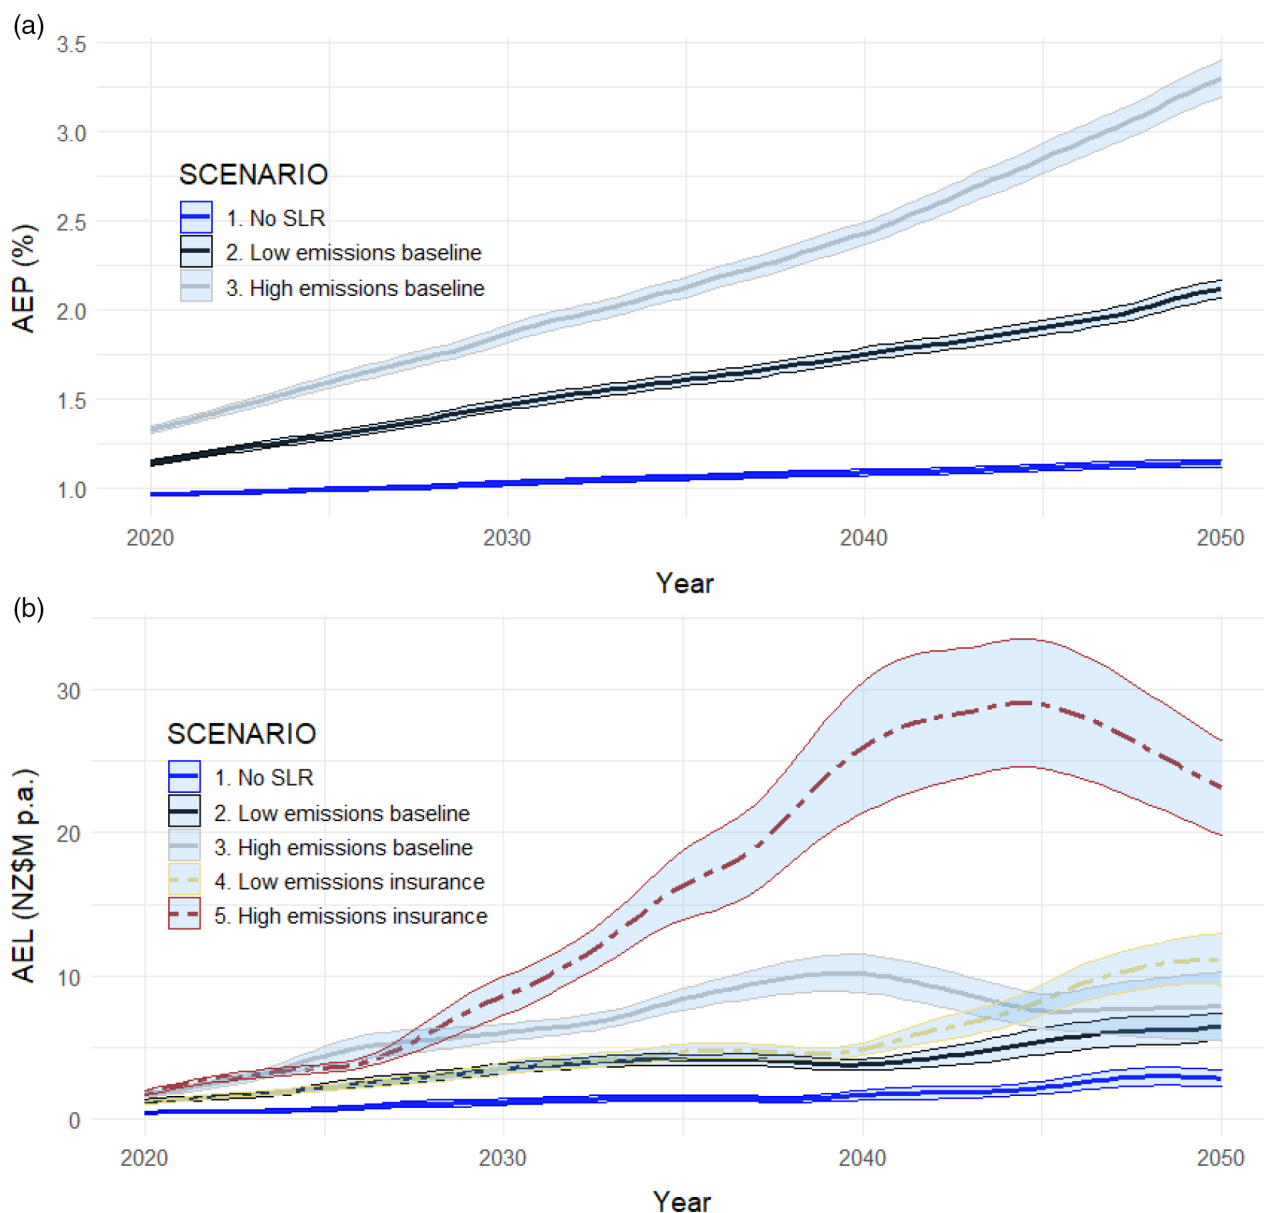 (a)
3.5
3.0
2.5
2.0
1.5
1.0
AEP (%)
SCENARIO
1. No SLR
2. Low emissions baseline
3. High emissions baseline
2020 2030 2040 2050
Year
(b)
30
20
10
0
AEL (NZ$M p.a.)
SCENARIO
1. No SLR
2. Low emissions baseline
3. High emissions baseline
4. Low emissions insurance
5. High emissions insurance
2020 2030 2040 2050
Year